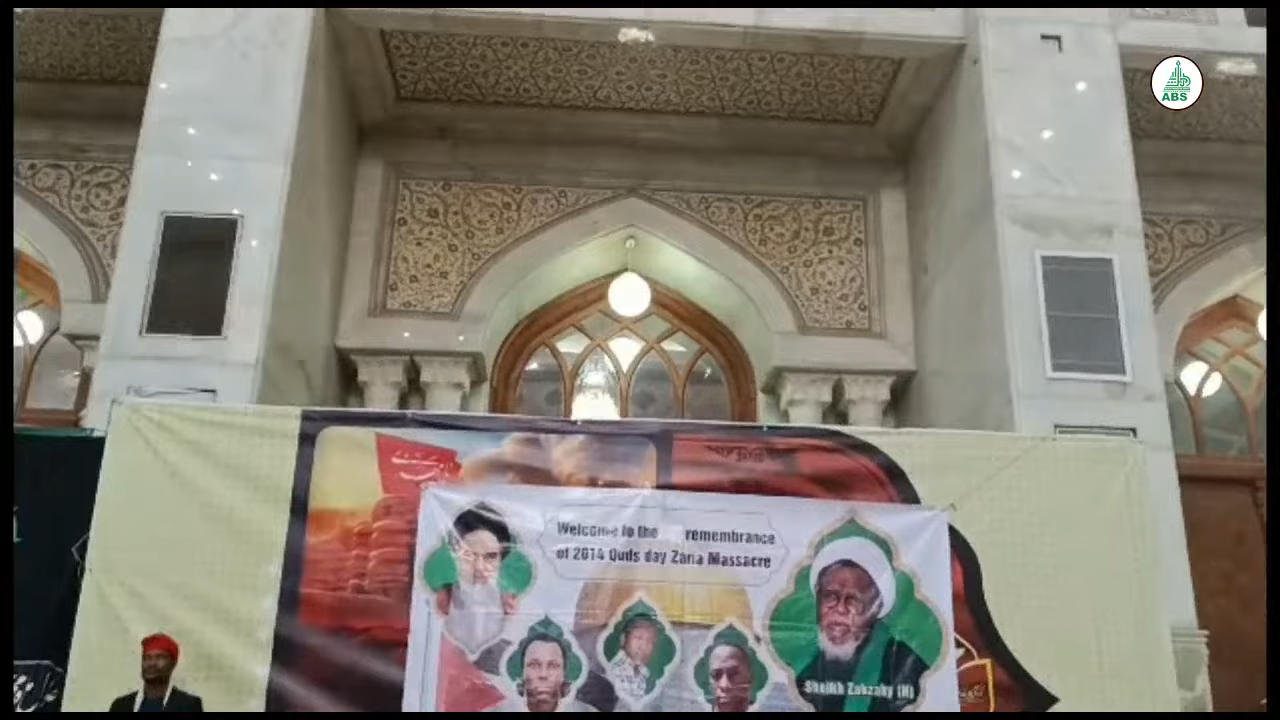 ABS
Welcome to the remembrance
of 2014 Quds day Zaria Massacre
Sheikh Zakzaky (H)